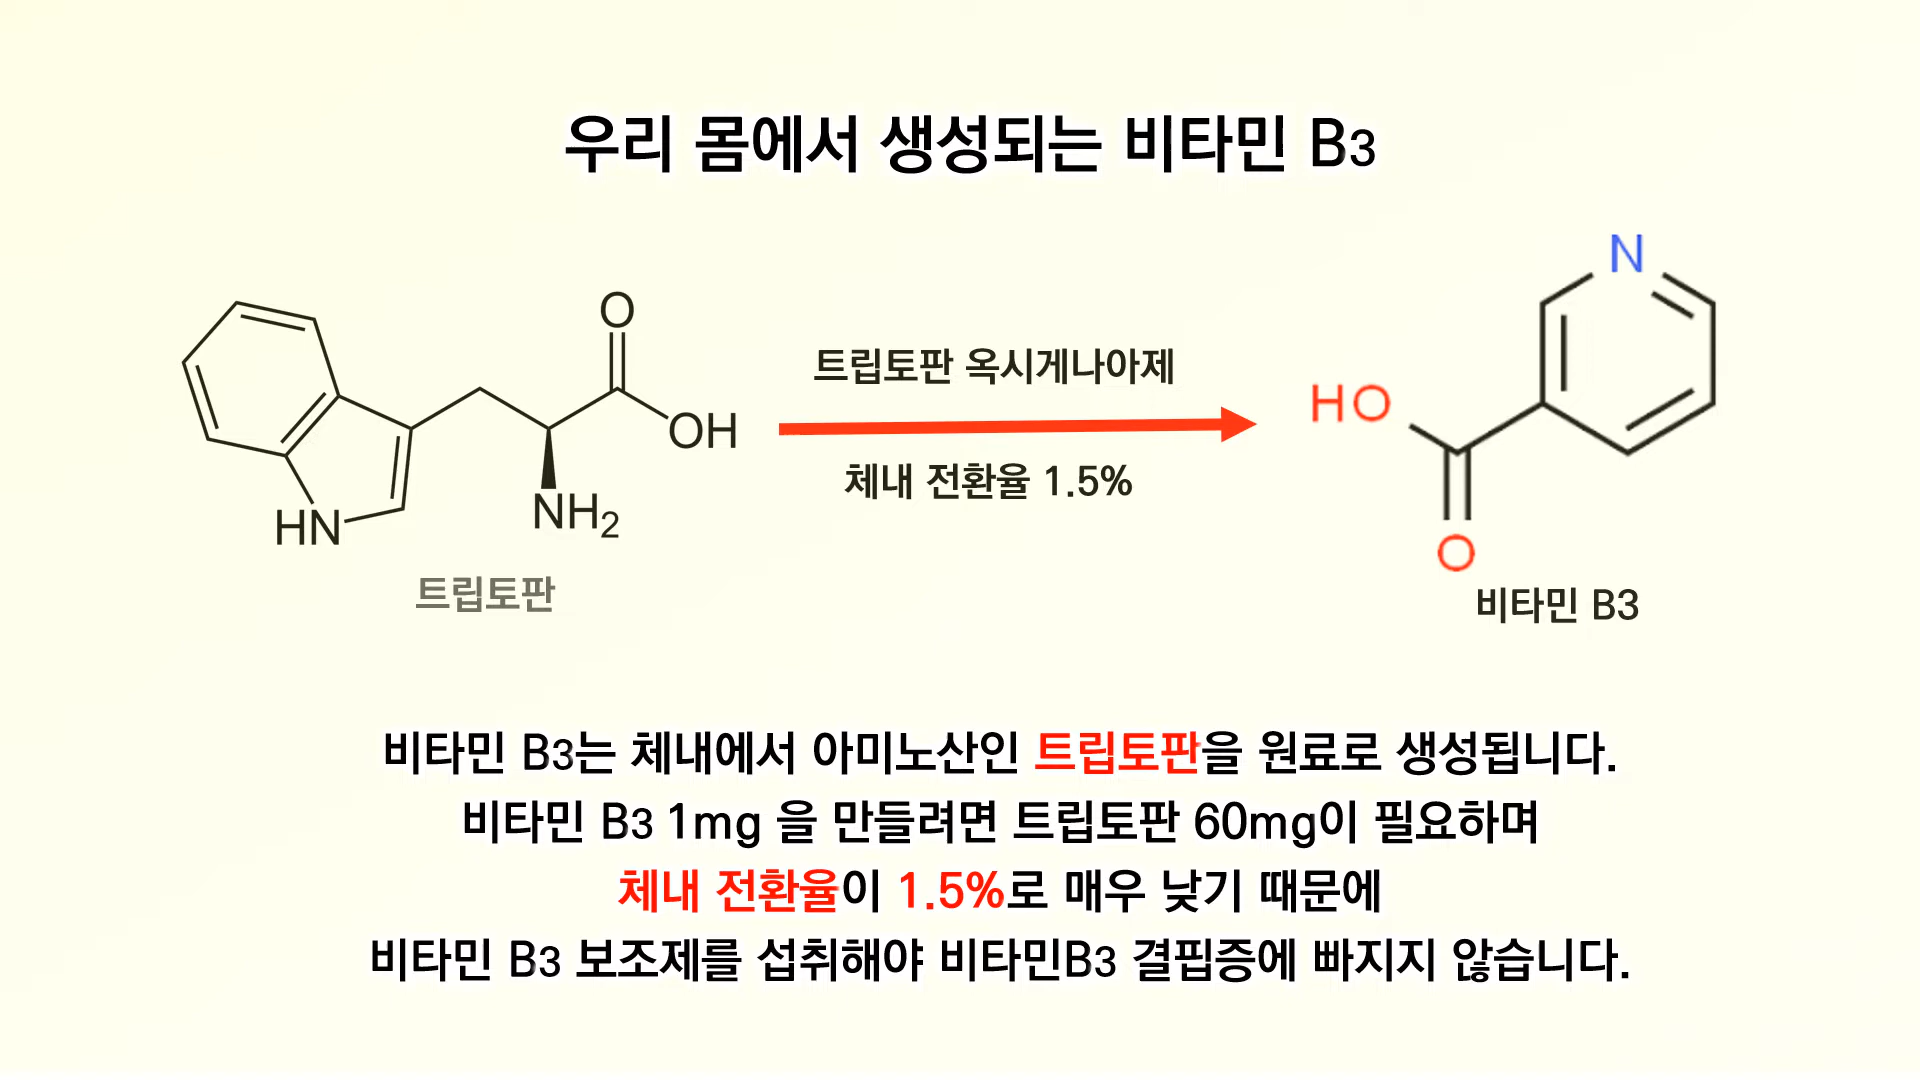 우리 몸에서 생성되는 비타민 B3
N
O
트립토판 옥시게나아제
HO
OH
체내 전환율 1.5%
NH2
HN
O
트립토판
비타민 B3
비타민 B3는 체내에서 아미노산인 트립토판을 원료로 생성됩니다.
비타민 B3 1mg 을 만들려면 트립토판 60mg이 필요하며
체내 전환율이 1.5%로 매우 낮기 때문에
비타민 B3 보조제를 섭취해야 비타민B3 결핍증에 빠지지 않습니다.